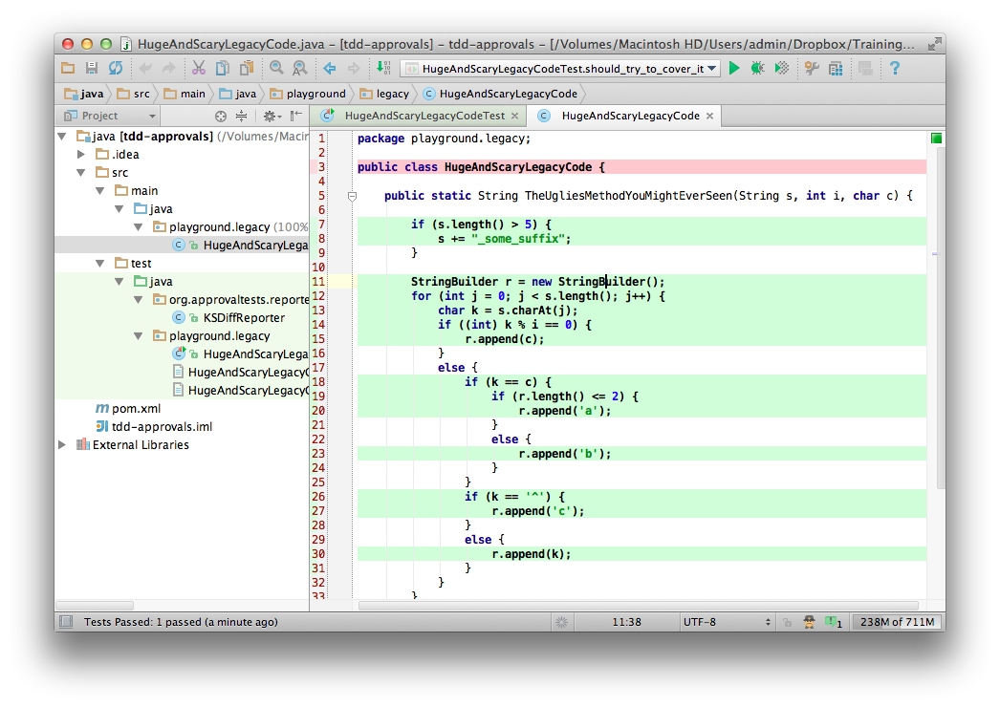 HugeAndScaryLegacyCode.java – [tdd-approvals] – tdd-approvals – [/Volumes/Macintosh HD/Users/admin/Dropbox/Training...
HugeAndScaryLegacyCodeTest.should_try_to_cover_it
java src main java playground legacy HugeAndScaryLegacyCode
Project
HugeAndScaryLegacyCodeTest HugeAndScaryLegacyCode
java [tdd-approvals] (/Volumes/Macin
.idea
src
main
java
playground.legacy (100%
HugeAndScaryLega
test
java
org.approvaltests.reporte
KSDiffReporter
playground.legacy
HugeAndScaryLega
HugeAndScaryLegacyC
HugeAndScaryLegacyC
pom.xml
tdd-approvals.iml
External Libraries
1 package playground.legacy;
2
3 public class HugeAndScaryLegacyCode {
4
5 public static String TheUgliesMethodYouMightEverSeen(String s, int i, char c) {
6
7 if (s.length() > 5) {
8 s += "_some_suffix";
9 }
10
11 StringBuilder r = new StringBuilder();
12 for (int j = 0; j < s.length(); j++) {
13 char k = s.charAt(j);
14 if ((int) k % i == 0) {
15 r.append(c);
16 }
17 else {
18 if (k == c) {
19 if (r.length() <= 2) {
20 r.append('a');
21 }
22 else {
23 r.append('b');
24 }
25 }
26 if (k == '^') {
27 r.append('c');
28 }
29 else {
30 r.append(k);
31 }
32 }
33 }
Tests Passed: 1 passed (a minute ago) 11:38 UTF-8 1 238M of 711M